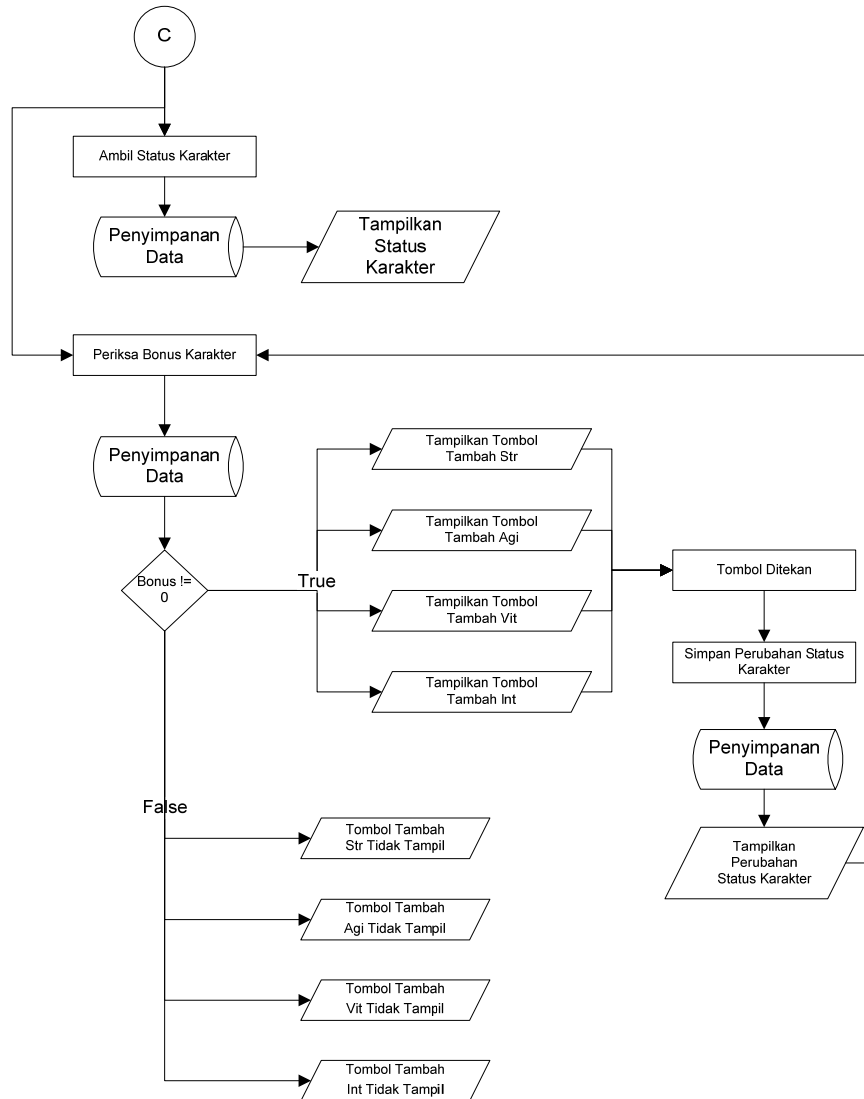 C
Ambil Status Karakter
Penyimpanan
Data
Tampilkan
Status
Karakter
Periksa Bonus Karakter
Penyimpanan
Data
Bonus !=
0
True
Tampilkan Tombol
Tambah Str
Tampilkan Tombol
Tambah Agi
Tampilkan Tombol
Tambah Vit
Tampilkan Tombol
Tambah Int
Tombol Ditekan
Simpan Perubahan Status
Karakter
Penyimpanan
Data
Tampilkan
Perubahan
Status Karakter
False
Tombol Tambah
Str Tidak Tampil
Tombol Tambah
Agi Tidak Tampil
Tombol Tambah
Vit Tidak Tampil
Tombol Tambah
Int Tidak Tampil